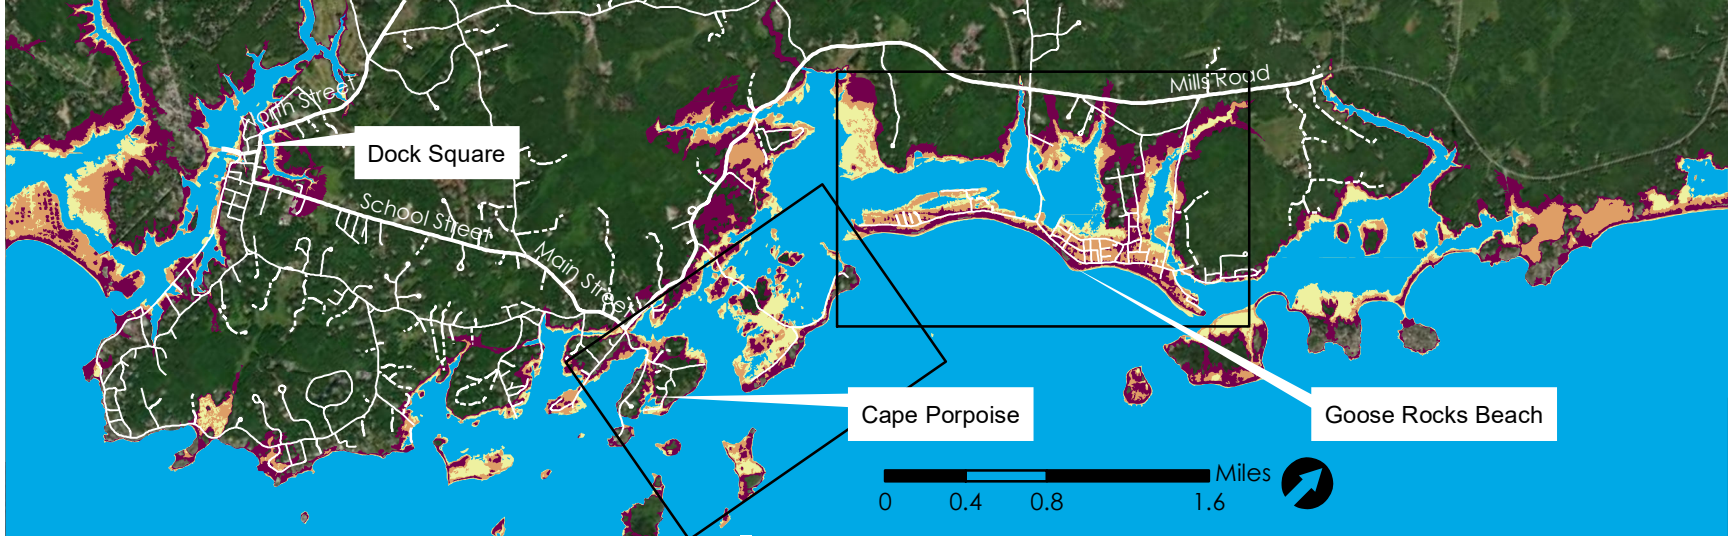 Mills Road
North Street
Dock Square
School Street
Main Street
Cape Porpoise
Goose Rocks Beach
Miles
0 0.4 0.8 1.6